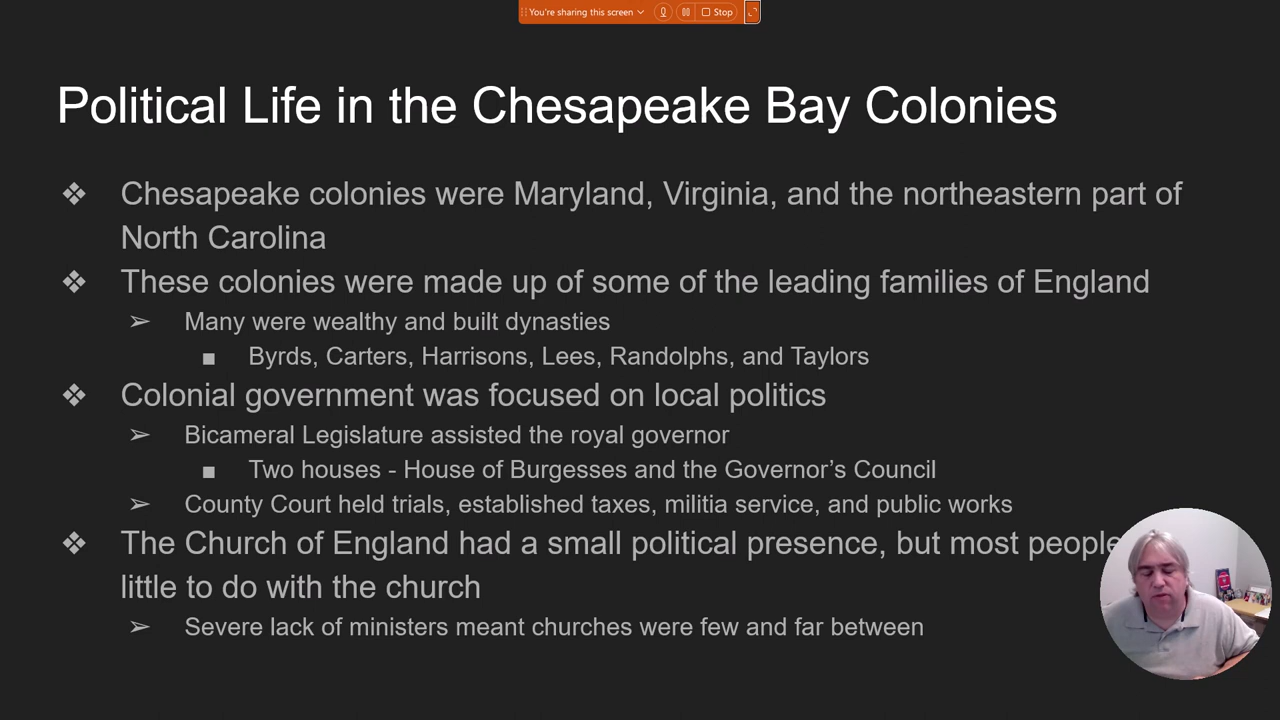 You're sharing this screen Stop
Political Life in the Chesapeake Bay Colonies
❖ Chesapeake colonies were Maryland, Virginia, and the northeastern part of
North Carolina
❖ These colonies were made up of some of the leading families of England
➢ Many were wealthy and built dynasties
■ Byrds, Carters, Harrisons, Lees, Randolphs, and Taylors
❖ Colonial government was focused on local politics
➢ Bicameral Legislature assisted the royal governor
■ Two houses - House of Burgesses and the Governor’s Council
➢ County Court held trials, established taxes, militia service, and public works
❖ The Church of England had a small political presence, but most people
little to do with the church
➢ Severe lack of ministers meant churches were few and far between